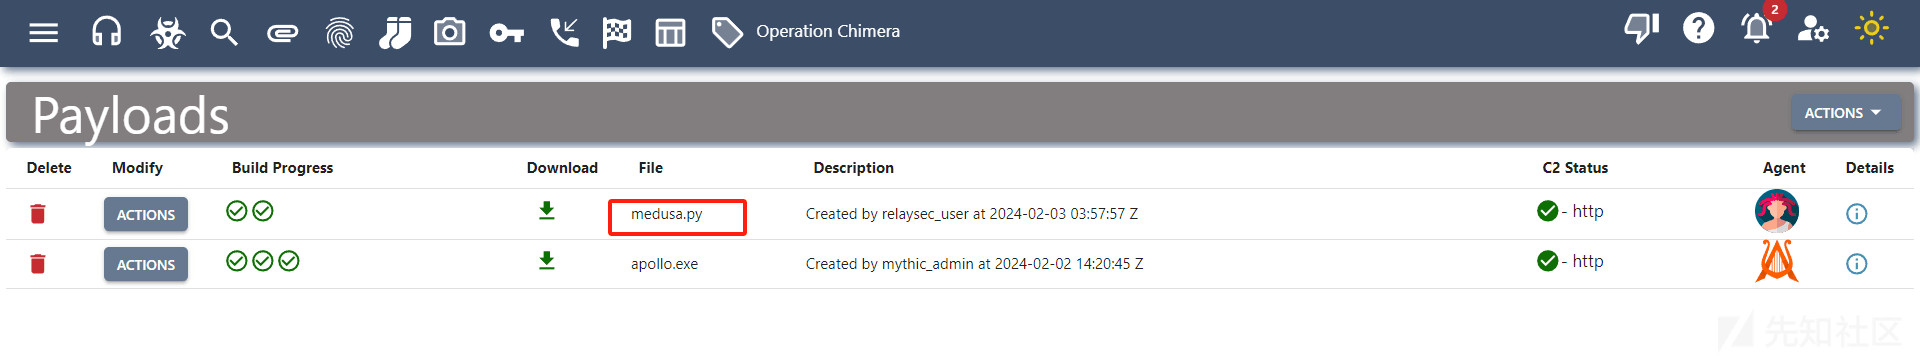 Operation Chimera
2
Payloads
ACTIONS
Delete Modify Build Progress Download File Description C2 Status Agent Details
ACTIONS medusa.py Created by relaysec_user at 2024-02-03 03:57:57 Z - http
ACTIONS apollo.exe Created by mythic_admin at 2024-02-02 14:20:45 Z - http
先知社区